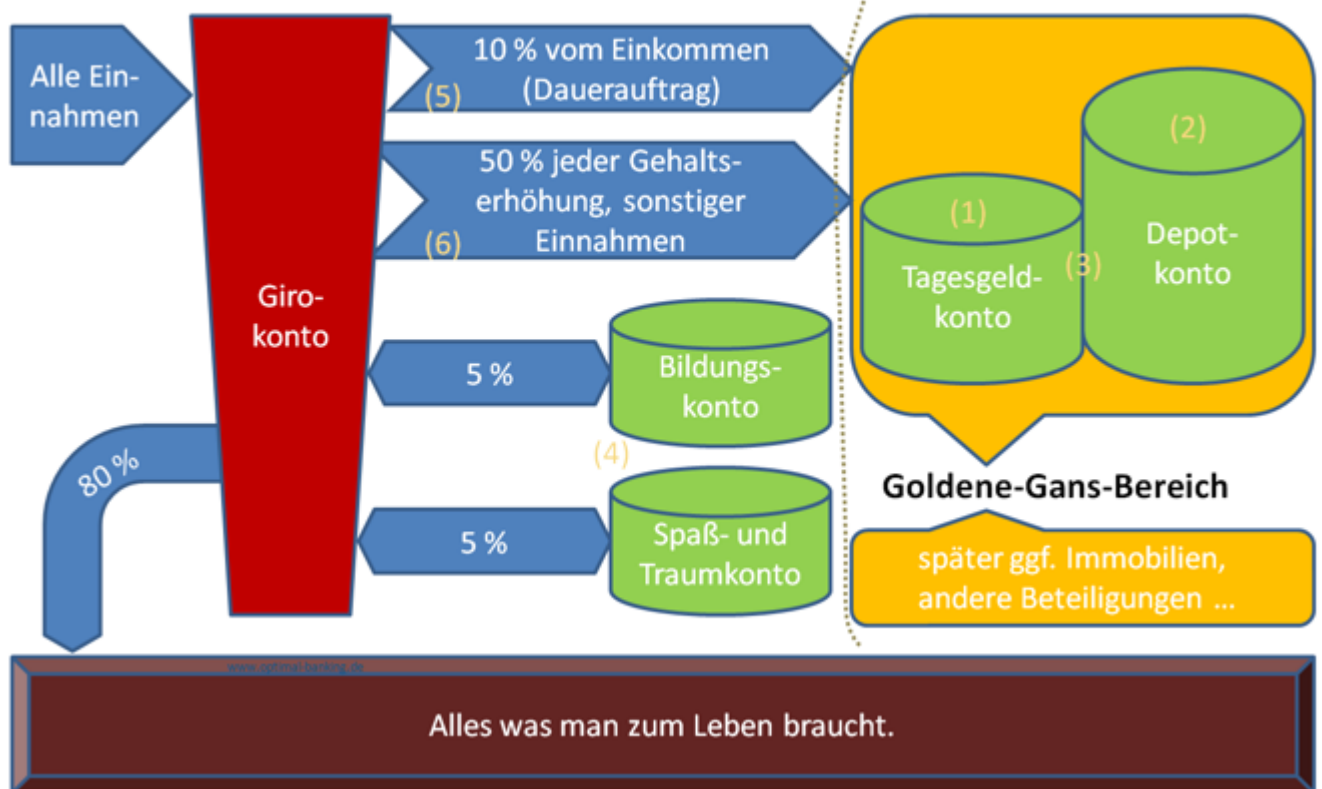 Alle Ein-
nahmen
10 % vom Einkommen
(Dauerauftrag)
(5)
50 % jeder Gehalts-
erhöhung, sonstiger
Einnahmen
(6)
Giro-
konto
5 %
Bildungs-
konto
(4)
5 %
Spaß- und
Traumkonto
80 %
(1)
Tagesgeld-
konto
(2)
Depot-
konto
(3)
Goldene-Gans-Bereich
später ggf. Immobilien,
andere Beteiligungen ...
www.optimal-banking.de
Alles was man zum Leben braucht.